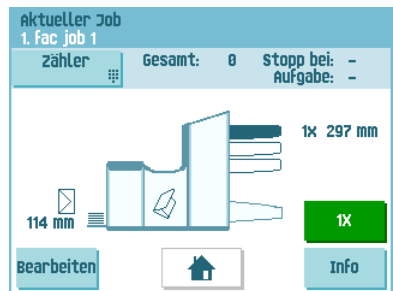 Aktueller Job
1. fac job 1
Zähler Gesamt: 0 Stopp bei: -
Aufgabe: -
1x 297 mm
114 mm
1X
Bearbeiten Info